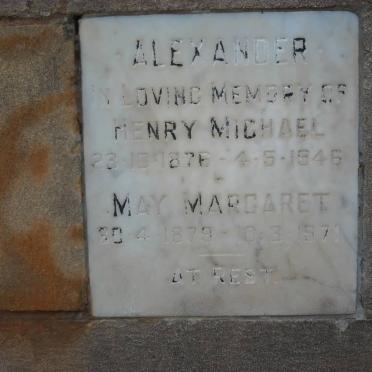 ALEXANDER
IN LOVING MEMORY OF
HENRY MICHAEL
23-10-1876 - 4-5-1946
MAY MARGARET
30-4-1879 - 10-3-1971
AT REST